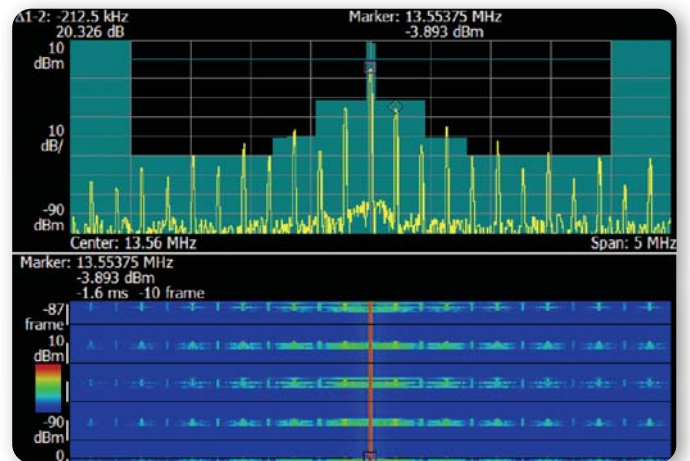 Δ1-2: -212.5 kHz
20.326 dB
Marker: 13.55375 MHz
-3.893 dBm
10
dBm
10
dB/
-90
dBm
Center: 13.56 MHz
Span: 5 MHz
Marker: 13.55375 MHz
-3.893 dBm
-1.6 ms -10 frame
-87
frame
10
dBm
-90
dBm
0